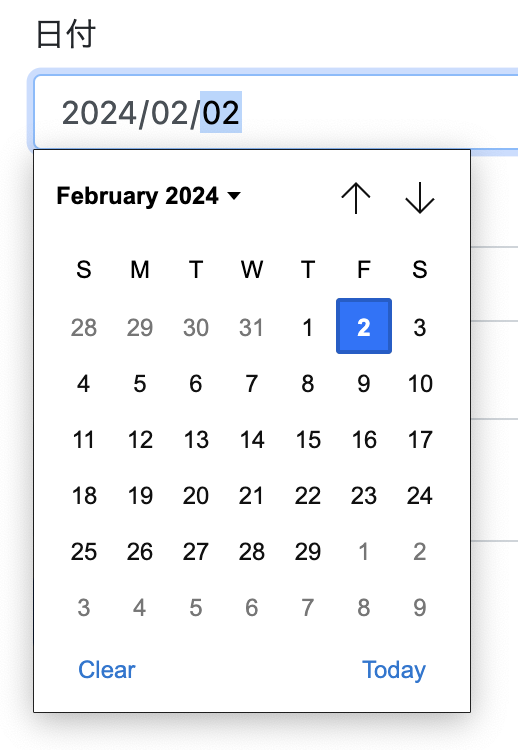 日付
2024/02/02
February 2024
S M T W T F S
28 29 30 31 1 2 3
4 5 6 7 8 9 10
11 12 13 14 15 16 17
18 19 20 21 22 23 24
25 26 27 28 29 1 2
3 4 5 6 7 8 9
Clear Today